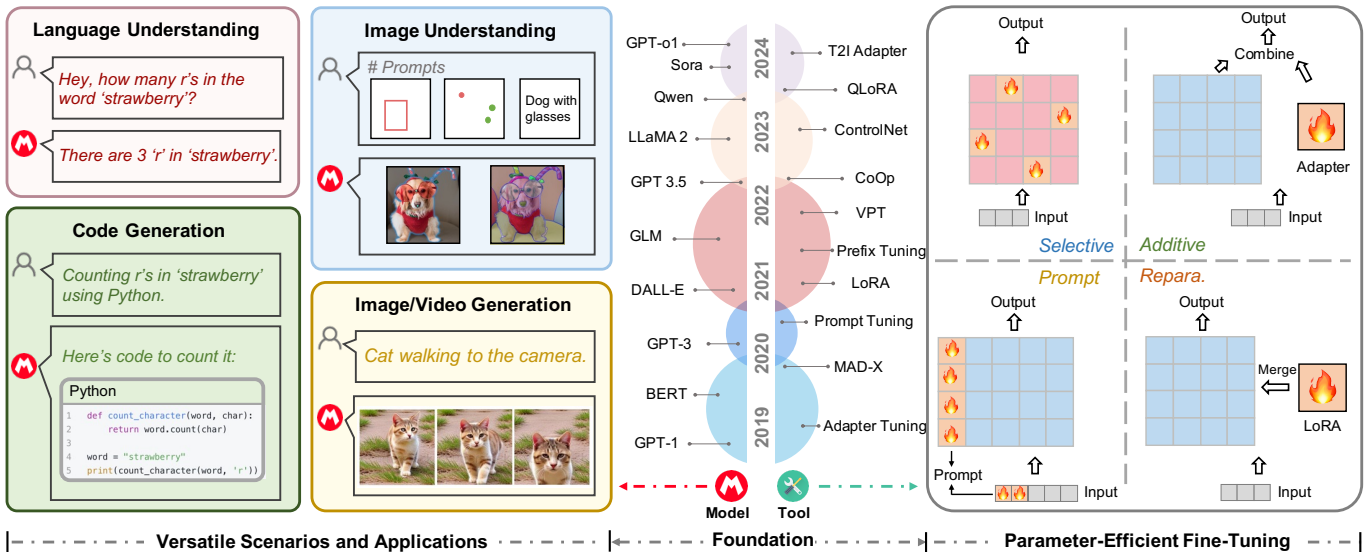 Language Understanding
Hey, how many r's in the
word 'strawberry'?
There are 3 'r' in 'strawberry'.
Code Generation
Counting r's in 'strawberry'
using Python.
Here's code to count it:
Python
1 def count_character(word, char):
2 return word.count(char)
3
4 word = "strawberry"
5 print(count_character(word, 'r'))
Image Understanding
# Prompts
Dog with
glasses
Image/Video Generation
Cat walking to the camera.
GPT-o1
Sora
Qwen
LLaMA 2
GPT 3.5
GLM
DALL-E
GPT-3
BERT
GPT-1
2024
2023
2022
2021
2020
2019
T2I Adapter
QLoRA
ControlNet
CoOp
VPT
Prefix Tuning
LoRA
Prompt Tuning
MAD-X
Adapter Tuning
Model
Tool
Output
Input
Selective
Output
Combine
Adapter
Input
Additive
Prompt
Output
Prompt
Input
Repara.
Output
Merge
LoRA
Input
Versatile Scenarios and Applications
Foundation
Parameter-Efficient Fine-Tuning